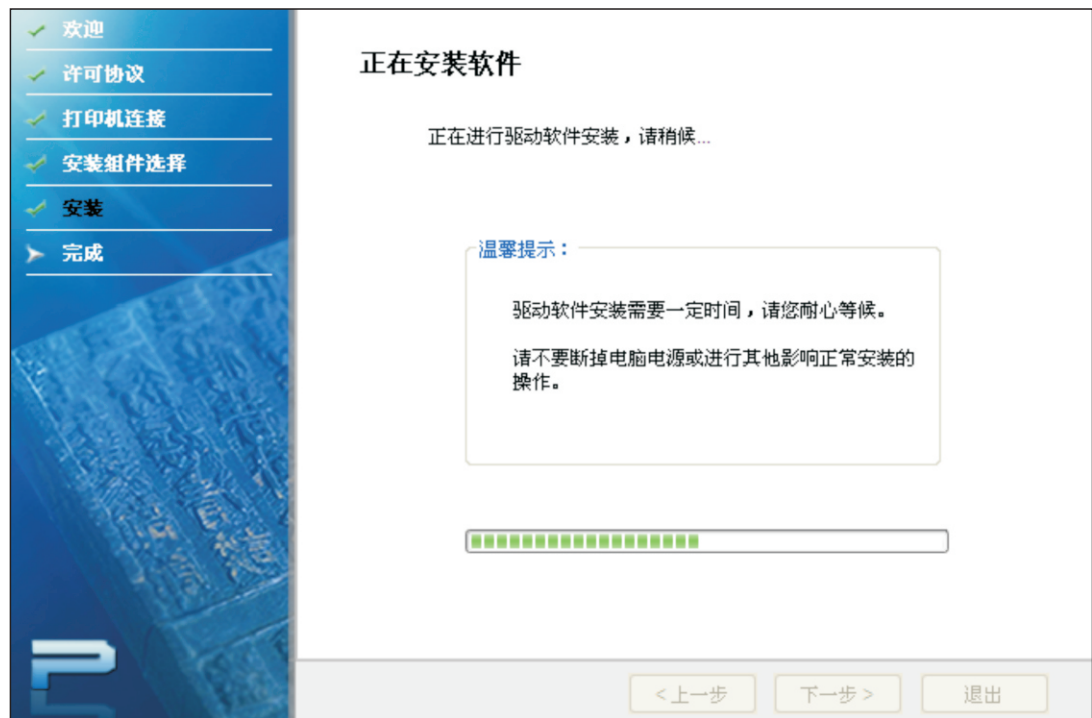 欢迎
许可协议
打印机连接
安装组件选择
安装
完成
正在安装软件
正在进行驱动软件安装，请稍候...
温馨提示：
驱动软件安装需要一定时间，请您耐心等候。
请不要断掉电脑电源或进行其他影响正常安装的
操作。
<上一步
下一步>
退出